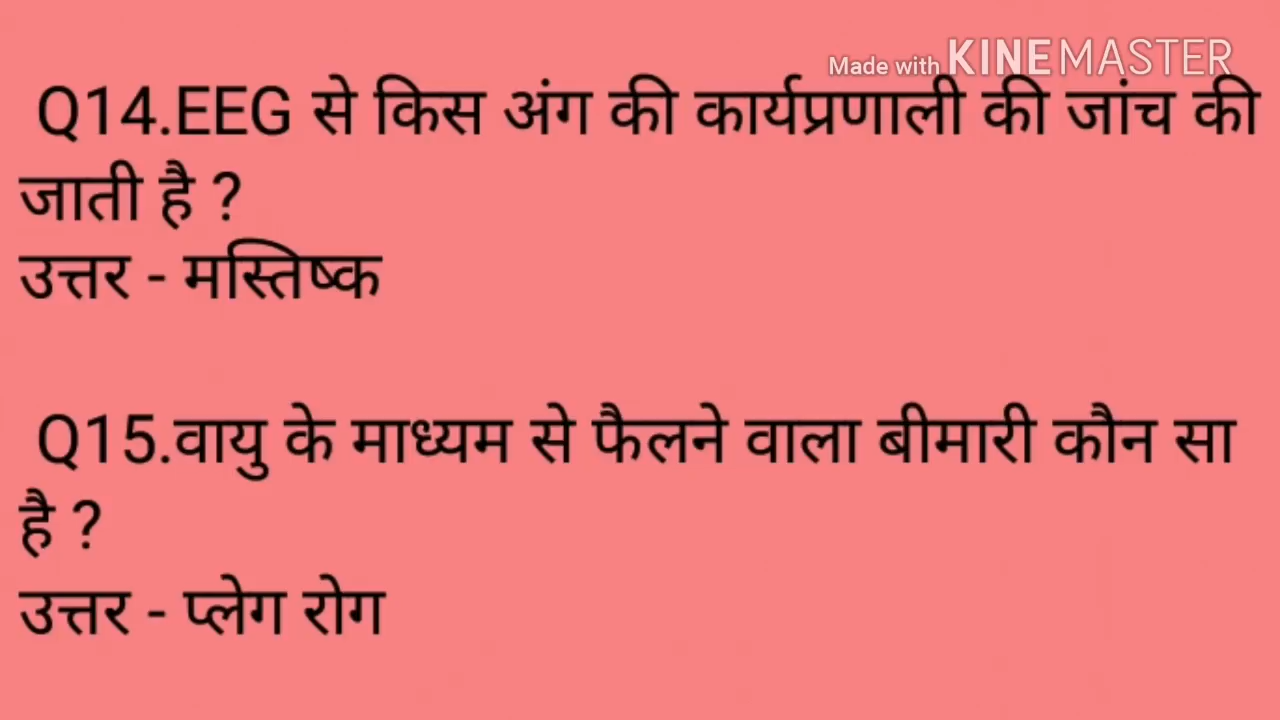 Made with KINEMASTER
Q14.EEG से किस अंग की कार्यप्रणाली की जांच की
जाती है ?
उत्तर - मस्तिष्क
Q15.वायु के माध्यम से फैलने वाला बीमारी कौन सा
है ?
उत्तर - प्लेग रोग